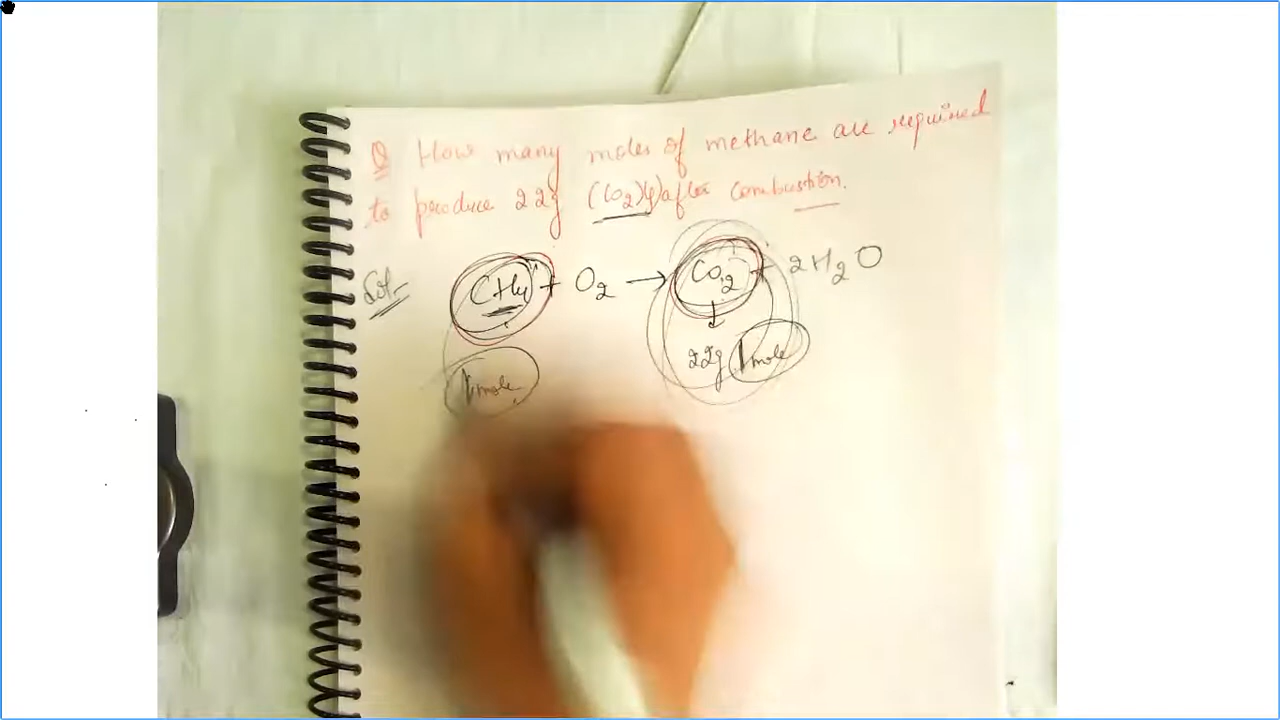 Q How many moles of methane are required
to produce 22g (CO2)(g) after combustion.
Sol:- CH4 + O2 → CO2 + 2H2O
22g 1mole
1mole